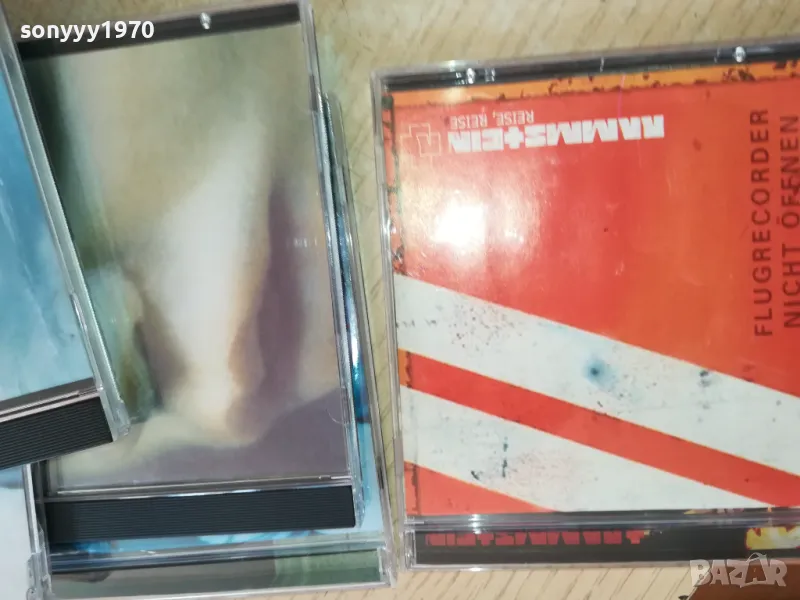 sonyyy1970
RAMMSTEIN
REISE, REISE
FLUGRECORDER
NICHT ÖFFNEN
RAMMSTEIN
BAZAR